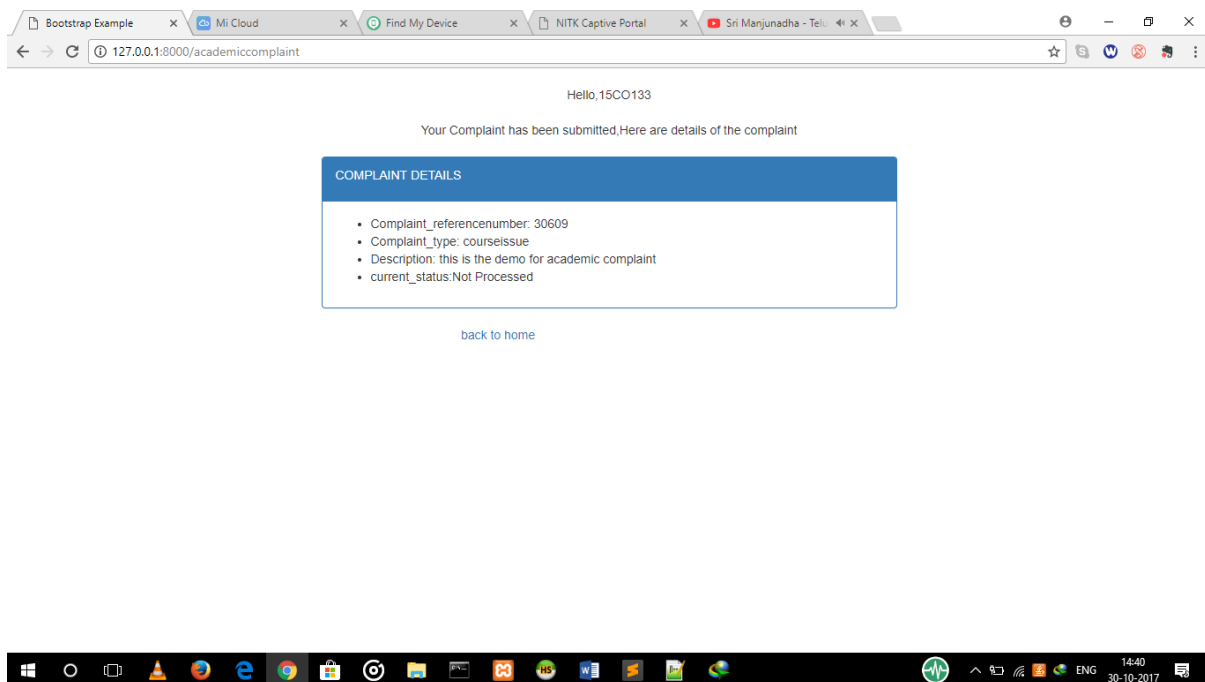 Bootstrap Example
Mi Cloud
Find My Device
NITK Captive Portal
Sri Manjunadha - Telu
127.0.0.1:8000/academiccomplaint
Hello,15CO133
Your Complaint has been submitted,Here are details of the complaint
COMPLAINT DETAILS
Complaint_referencenumber: 30609
Complaint_type: courseissue
Description: this is the demo for academic complaint
current_status:Not Processed
back to home
ENG
14:40
30-10-2017